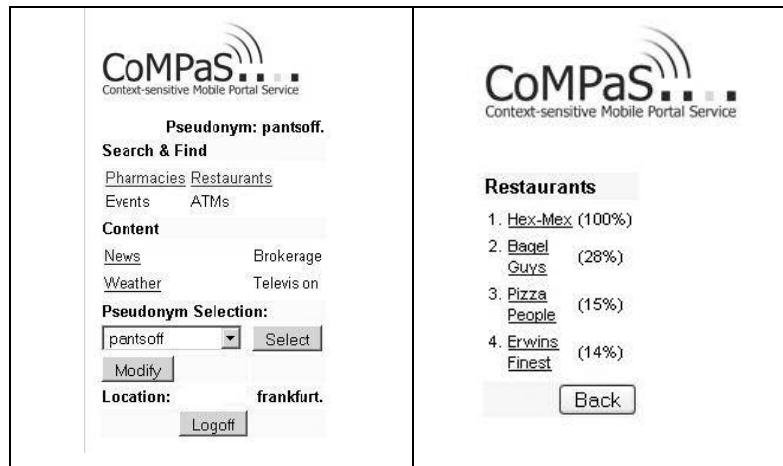 CoMPaS
Context-sensitive Mobile Portal Service
Pseudonym: pantsoff.
Search & Find
Pharmacies Restaurants
Events ATMs
Content
News Brokerage
Weather Televis on
Pseudonym Selection:
pantsoff Select
Modify
Location: frankfurt.
Logoff
CoMPaS
Context-sensitive Mobile Portal Service
Restaurants
1. Hex-Mex (100%)
2. Bagel
Guys (28%)
3. Pizza
People (15%)
4. Erwins
Finest (14%)
Back